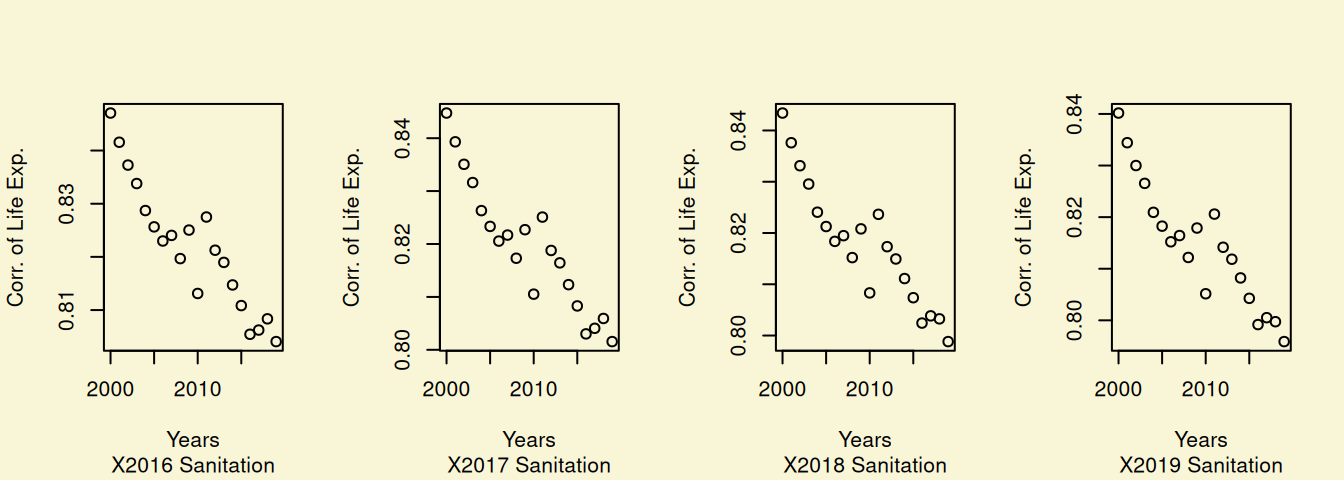 Corr. of Life Exp.
0.83
0.81
2000 2010
Years
X2016 Sanitation
Corr. of Life Exp.
0.84
0.82
0.80
2000 2010
Years
X2017 Sanitation
Corr. of Life Exp.
0.84
0.82
0.80
2000 2010
Years
X2018 Sanitation
Corr. of Life Exp.
0.84
0.82
0.80
2000 2010
Years
X2019 Sanitation